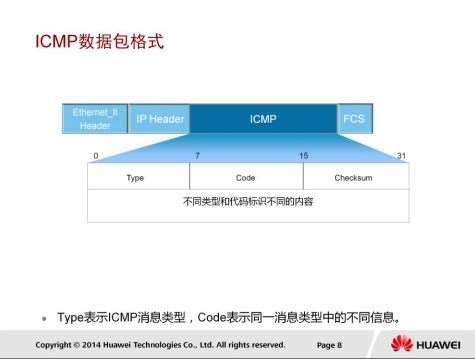 ICMP数据包格式
Ethernet_II
Header
IP Header
ICMP
FCS
0 7 15 31
Type Code Checksum
不同类型和代码标识不同的内容
Type表示ICMP消息类型，Code表示同一消息类型中的不同信息。
Copyright © 2014 Huawei Technologies Co., Ltd. All rights reserved. Page 8 HUAWEI